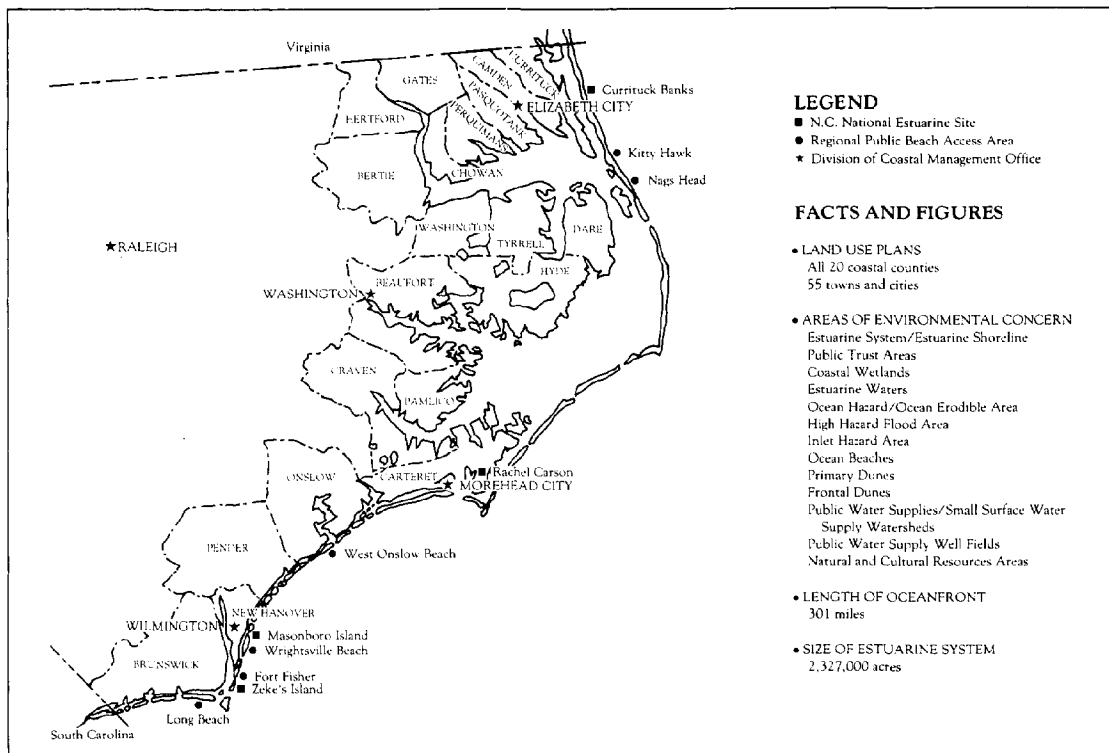 Virginia
GATES
CAMDEN
CURRITUCK
PASQUOTANK
PERQUIMANS
HERTFORD
BERTIE
CHOWAN
★ ELIZABETH CITY
■ Currituck Banks
● Kitty Hawk
● Nags Head
★ RALEIGH
WASHINGTON
TYRRELL
DARE
HYDE
BEAUFORT
WASHINGTON ★
CRAVEN
PAMLICO
CARTERET
■ Rachel Carson
★ MOREHEAD CITY
ONSLOW
PENDER
● West Onslow Beach
NEW HANOVER
WILMINGTON ★
■ Masonboro Island
● Wrightsville Beach
BRUNSWICK
● Fort Fisher
■ Zeke's Island
● Long Beach
South Carolina
LEGEND
■ N.C. National Estuarine Site
● Regional Public Beach Access Area
★ Division of Coastal Management Office
FACTS AND FIGURES
• LAND USE PLANS
All 20 coastal counties
55 towns and cities
• AREAS OF ENVIRONMENTAL CONCERN
Estuarine System/Estuarine Shoreline
Public Trust Areas
Coastal Wetlands
Estuarine Waters
Ocean Hazard/Ocean Erodible Area
High Hazard Flood Area
Inlet Hazard Area
Ocean Beaches
Primary Dunes
Frontal Dunes
Public Water Supplies/Small Surface Water
Supply Watersheds
Public Water Supply Well Fields
Natural and Cultural Resources Areas
• LENGTH OF OCEANFRONT
301 miles
• SIZE OF ESTUARINE SYSTEM
2,327,000 acres